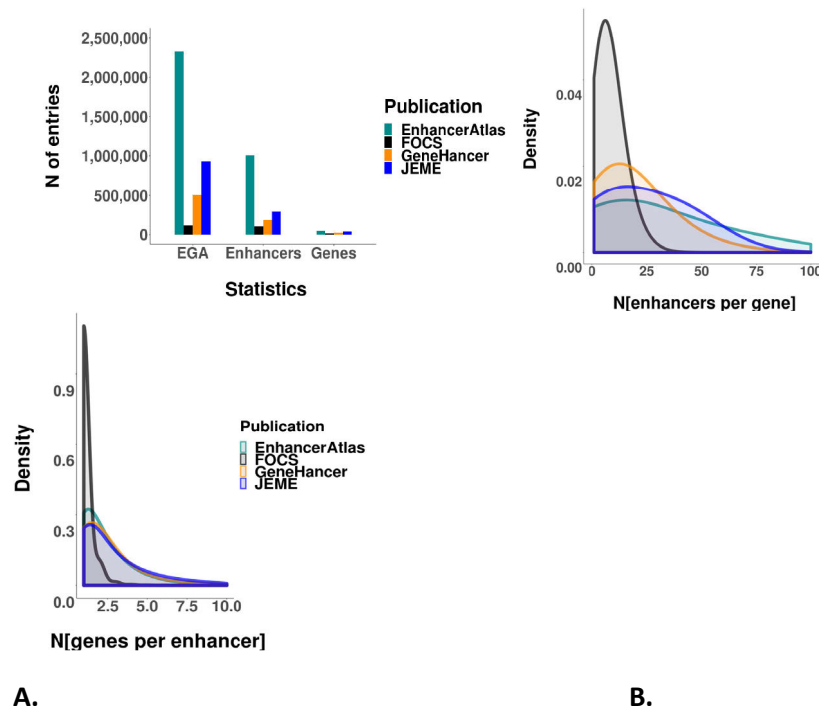 2,500,000
2,000,000
1,500,000
1,000,000
500,000
0
N of entries
EGA Enhancers Genes
Statistics
Publication
EnhancerAtlas
FOCS
GeneHancer
JEME
0.04
0.02
0.00
Density
0 25 50 75 100
N[enhancers per gene]
0.9
0.6
0.3
0.0
Density
2.5 5.0 7.5 10.0
N[genes per enhancer]
Publication
EnhancerAtlas
FOCS
GeneHancer
JEME
A. B.